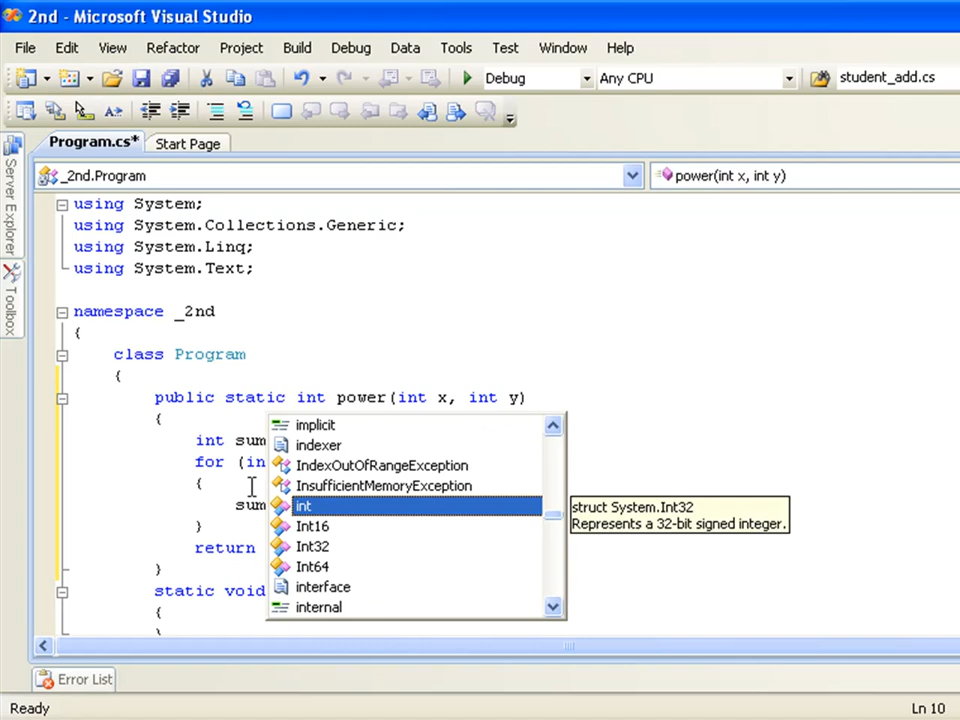 2nd - Microsoft Visual Studio
File Edit View Refactor Project Build Debug Data Tools Test Window Help
Debug Any CPU student_add.cs
Program.cs* Start Page
_2nd.Program power(int x, int y)
Server Explorer
Toolbox
using System;
using System.Collections.Generic;
using System.Linq;
using System.Text;
namespace _2nd
{
class Program
{
public static int power(int x, int y)
{
int sum
for (in
{
sum
}
return
}
static void
{
}
implicit
indexer
IndexOutOfRangeException
InsufficientMemoryException
int
Int16
Int32
Int64
interface
internal
struct System.Int32
Represents a 32-bit signed integer.
Error List
Ready Ln 10